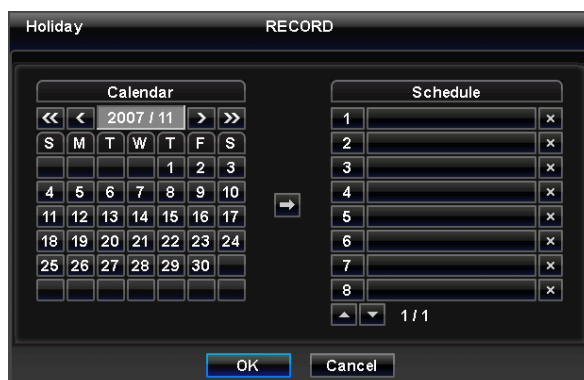 Holiday RECORD
Calendar
« < 2007 / 11 > »
S M T W T F S
1 2 3
4 5 6 7 8 9 10
11 12 13 14 15 16 17
18 19 20 21 22 23 24
25 26 27 28 29 30
→
Schedule
1 ×
2 ×
3 ×
4 ×
5 ×
6 ×
7 ×
8 ×
▲ ▼ 1 / 1
OK Cancel